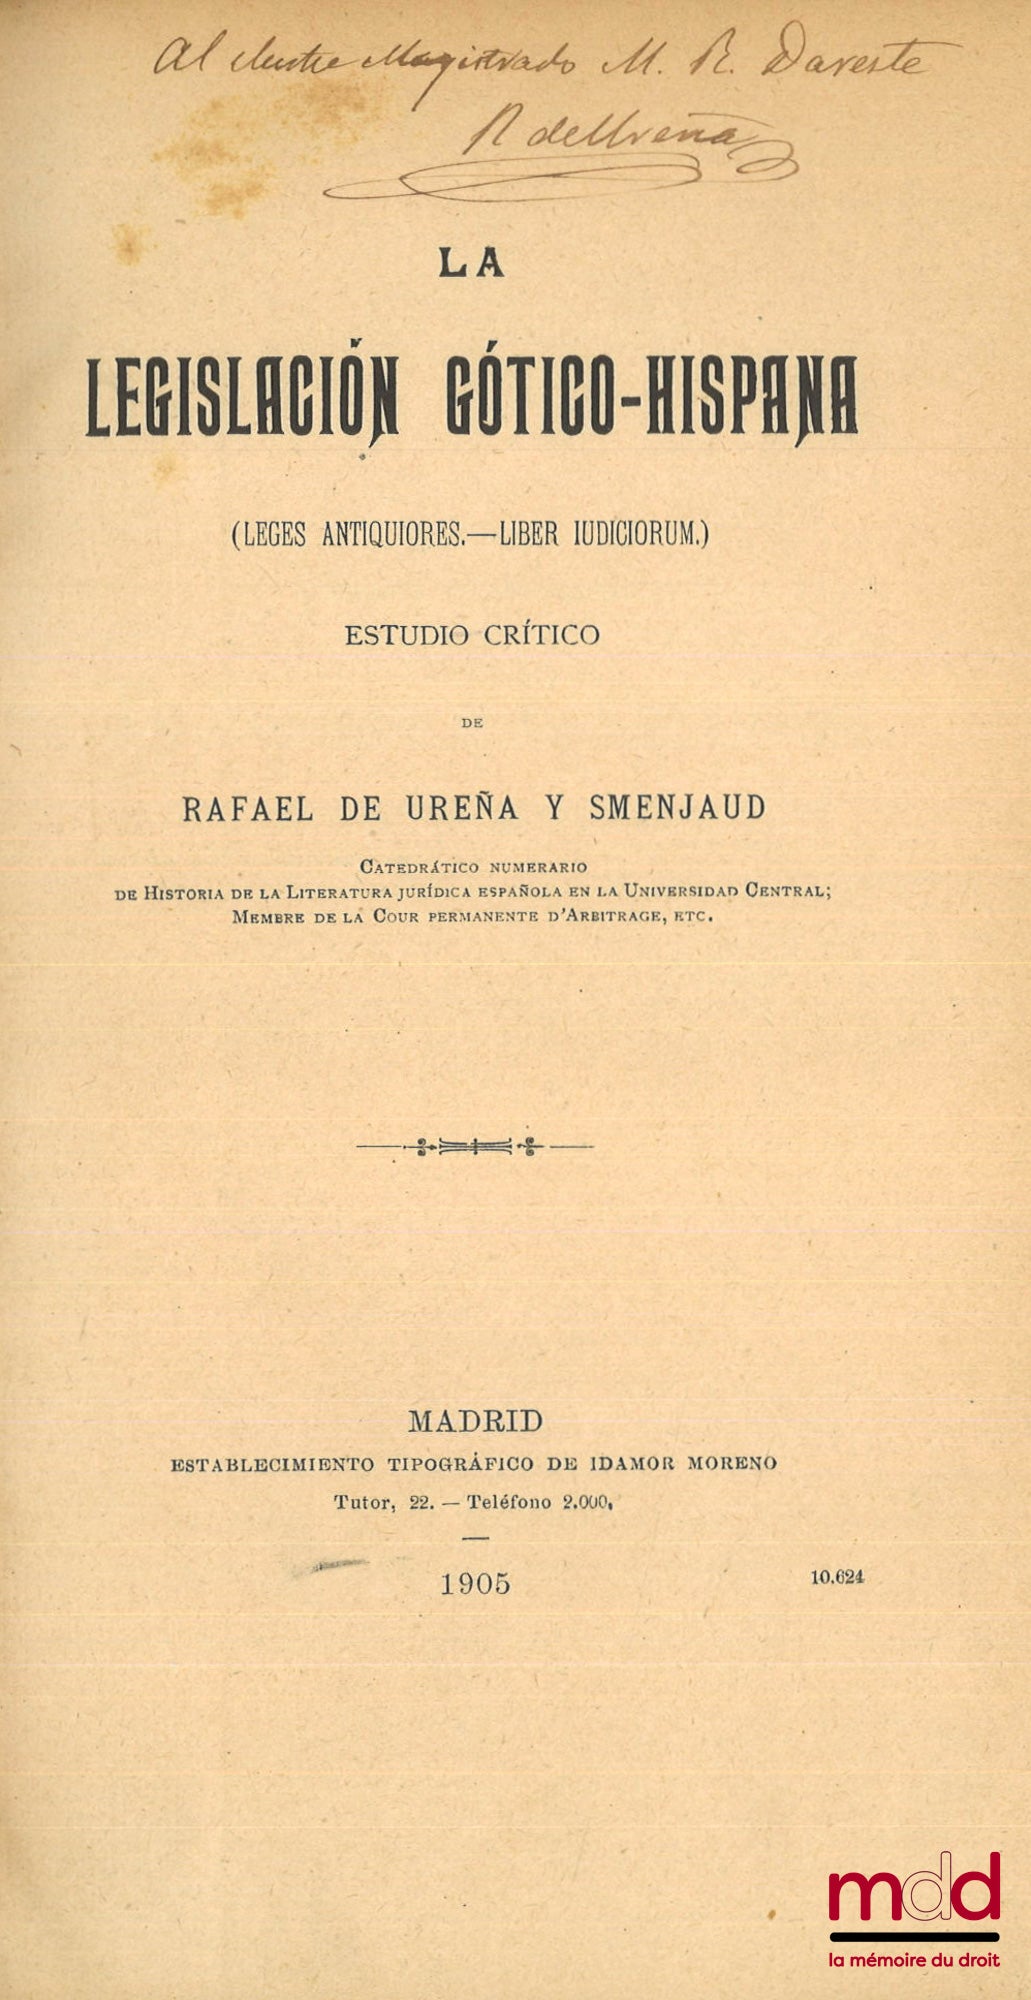 Al ilustre Magistrado M. R. Dareste
R de Ureña
LA
LEGISLACIÓN GÓTICO-HISPANA
(LEGES ANTIQUIORES.—LIBER IUDICIORUM.)
ESTUDIO CRÍTICO
DE
RAFAEL DE UREÑA Y SMENJAUD
CATEDRÁTICO NUMERARIO
DE HISTORIA DE LA LITERATURA JURÍDICA ESPAÑOLA EN LA UNIVERSIDAD CENTRAL;
MEMBRE DE LA COUR PERMANENTE D'ARBITRAGE, ETC.
MADRID
ESTABLECIMIENTO TIPOGRÁFICO DE IDAMOR MORENO
Tutor, 22. — Teléfono 2.000.
1905
10.624
mdd
la mémoire du droit